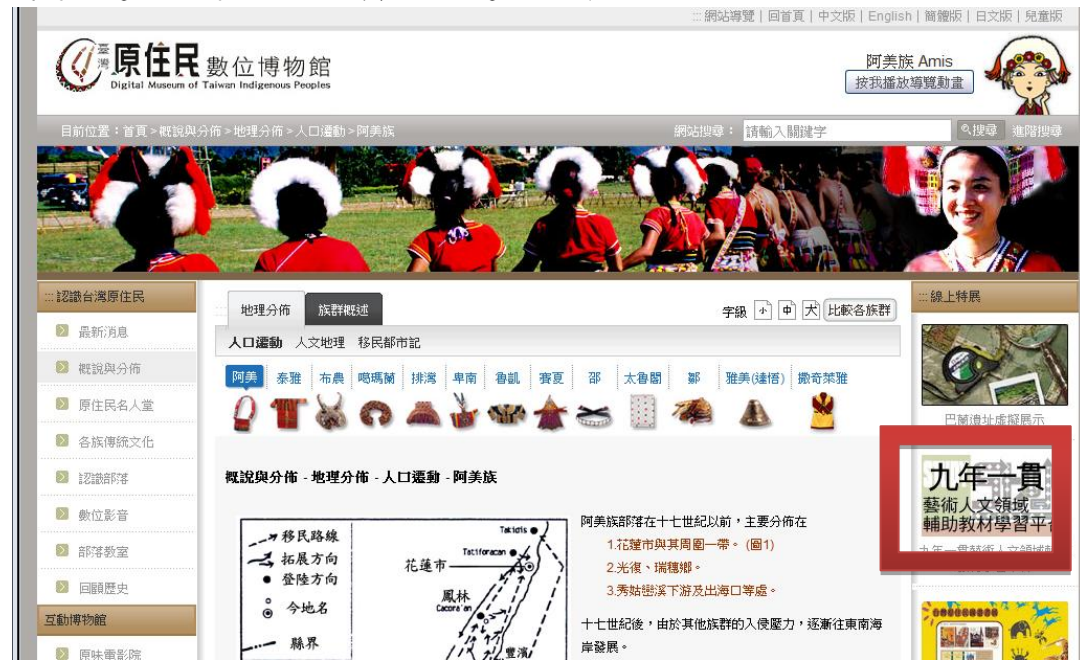 :::網站導覽 | 回首頁 | 中文版 | English | 簡體版 | 日文版 | 兒童版
臺灣原住民數位博物館
Digital Museum of Taiwan Indigenous Peoples
阿美族 Amis
按我播放導覽動畫
目前位置：首頁>概說與分佈>地理分佈>人口遷動>阿美族
網站搜尋：
請輸入關鍵字
搜尋
進階搜尋
:::認識台灣原住民
最新消息
概說與分佈
原住民名人堂
各族傳統文化
認識部落
數位影音
部落教室
回顧歷史
互動博物館
原味電影院
:::
地理分佈
族群概述
字級 小 中 大 比較各族群
人口遷動 人文地理 移民都市記
阿美 泰雅 布農 噶瑪蘭 排灣 卑南 魯凱 賽夏 邵 太魯閣 鄒 雅美(達悟) 撒奇萊雅
概說與分佈 - 地理分佈 - 人口遷動 - 阿美族
移民路線
拓展方向
登陸方向
今地名
縣界
Takidis
Tatiforacan
花蓮市
鳳林
Cacora'an
豐濱
阿美族部落在十七世紀以前，主要分佈在
1.花蓮市與其周圍一帶。 (圖1)
2.光復、瑞穗鄉。
3.秀姑巒溪下游及出海口等處。
十七世紀後，由於其他族群的入侵壓力，逐漸往東南海
岸發展。
:::線上特展
巴蘭遺址虛擬展示
九年一貫
藝術人文領域
輔助教材學習平
九年一貫藝術人文領域